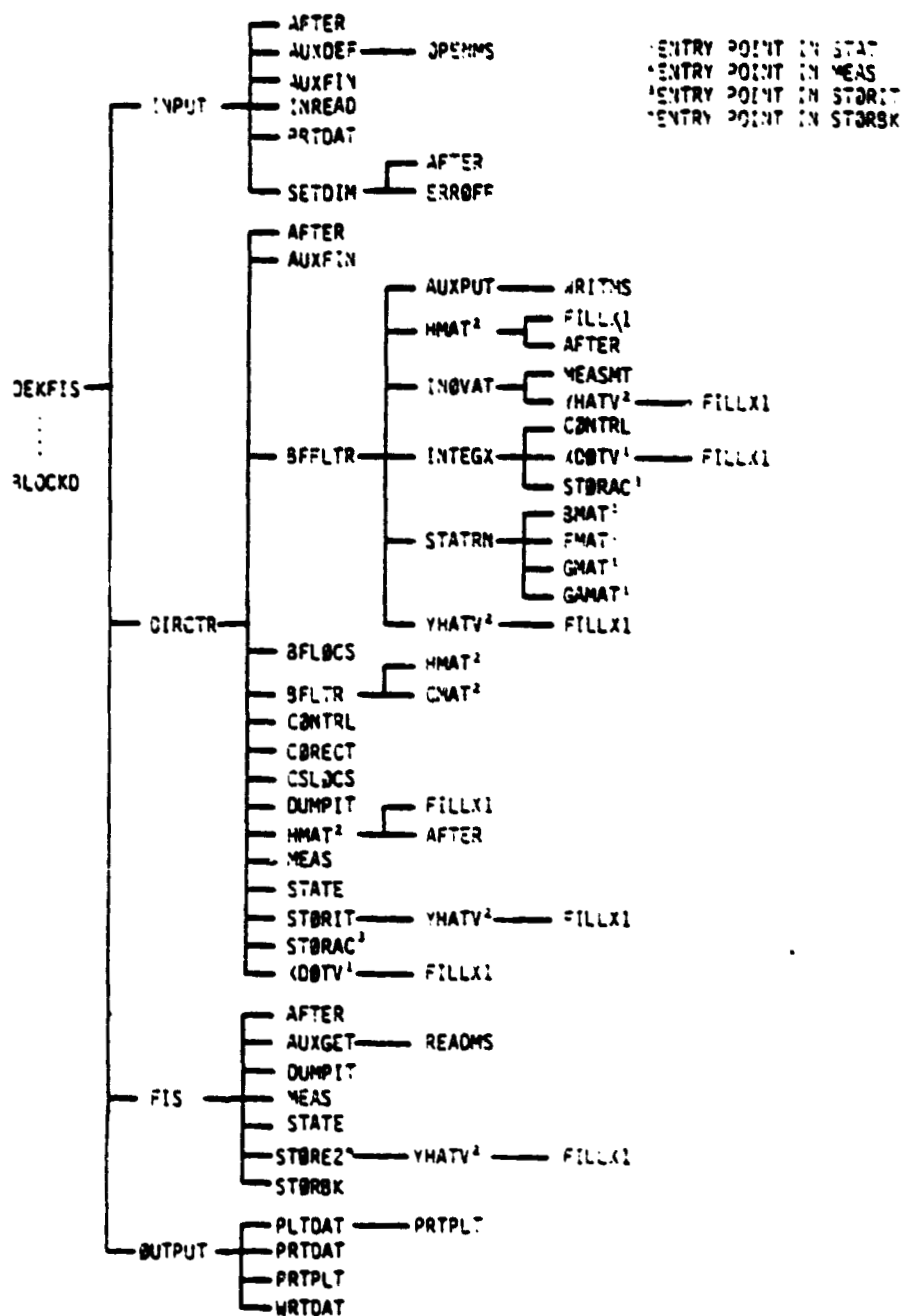 AFTER
AUXDEF OPENMS
AUXFIN
INPUT INREAD
PRTDAT
AFTER
SETDIM ERRØFF
ENTRY POINT IN STAT
ENTRY POINT IN MEAS
ENTRY POINT IN STØRIT
ENTRY POINT IN STØRBK
AFTER
AUXFIN
AUXPUT WRITMS
FILLX1
HMAT²
AFTER
MEASMT
INØVAT
YHATV² FILLX1
CØNTRL
DEKFIS
BLOCKD
BFFLTR INTEGX XDØTV¹ FILLX1
STØRAC³
BMAT¹
STATRN FMAT¹
GMAT¹
GAMAT¹
DIRCTR
YHATV² FILLX1
BFLØCS
HMAT²
BFLTR GMAT²
CØNTRL
CØRECT
CSLØCS
DUMPIT FILLX1
HMAT² AFTER
MEAS
STATE
STØRIT YHATV² FILLX1
STØRAC³
XDØTV¹ FILLX1
AFTER
AUXGET READMS
DUMPIT
FIS MEAS
STATE
STØRE2⁴ YHATV² FILLX1
STØRBK
PLTDAT PRTPLT
ØUTPUT PRTDAT
PRTPLT
WRTDAT